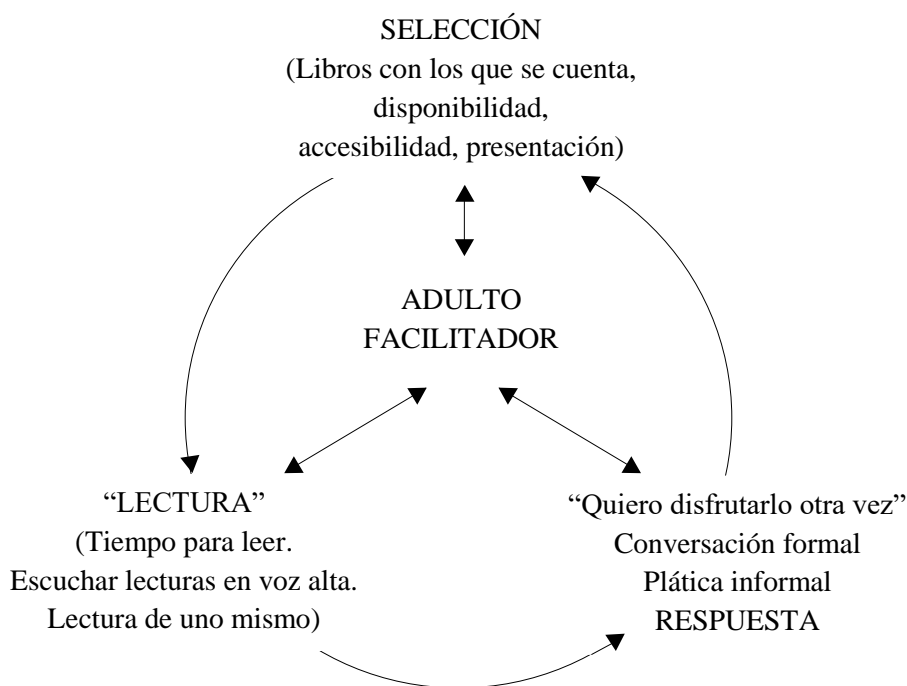 SELECCIÓN
(Libros con los que se cuenta,
disponibilidad,
accesibilidad, presentación)
ADULTO
FACILITADOR
“LECTURA”
(Tiempo para leer.
Escuchar lecturas en voz alta.
Lectura de uno mismo)
“Quiero disfrutarlo otra vez”
Conversación formal
Plática informal
RESPUESTA